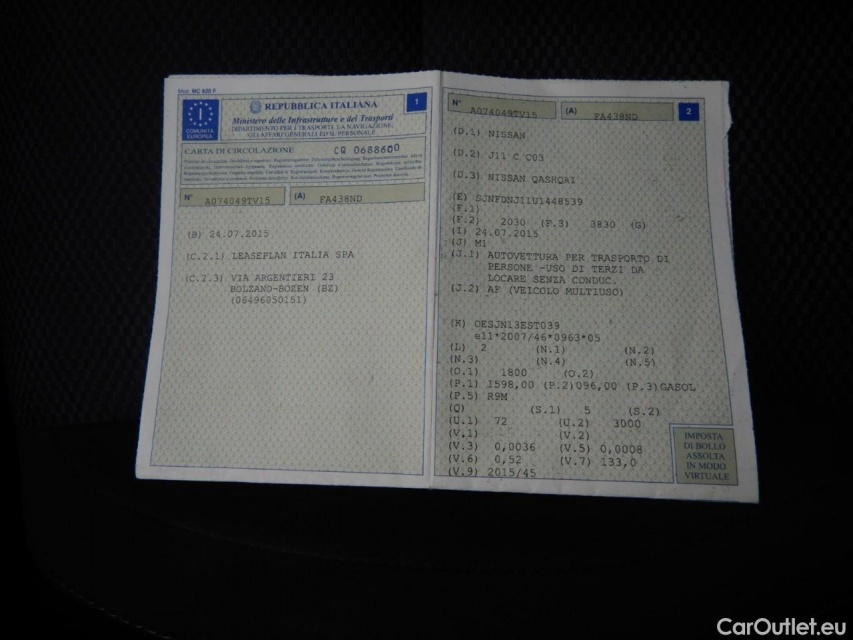 Mod. MC 820 F
I
COMUNITÀ
EUROPEA
REPUBBLICA ITALIANA
Ministero delle Infrastrutture e dei Trasporti
DIPARTIMENTO PER I TRASPORTI, LA NAVIGAZIONE,
GLI AFFARI GENERALI ED IL PERSONALE
1
CARTA DI CIRCOLAZIONE CQ 0688600
N° A074049TV15 (A) FA438ND
(B) 24.07.2015
(C.2.1) LEASEPLAN ITALIA SPA
(C.2.3) VIA ARGENTIERI 23
BOLZANO-BOZEN (BZ)
(06496050151)
N° A074049TV15 (A) FA438ND 2
(D.1) NISSAN
(D.2) J11 C C03
(D.3) NISSAN QASHQAI
(E) SJNFDNJ11U1448539
(F.1)
(F.2) 2030 (F.3) 3830 (G)
(I) 24.07.2015
(J) M1
(J.1) AUTOVETTURA PER TRASPORTO DI
PERSONE -USO DI TERZI DA
LOCARE SENZA CONDUC.
(J.2) AF (VEICOLO MULTIUSO)
(K) OESJN13EST039
e11*2007/46*0963*05
(L) 2 (N.1) (N.2)
(N.3) (N.4) (N.5)
(O.1) 1800 (O.2)
(P.1) 1598,00 (P.2)096,00 (P.3)GASOL
(P.5) R9M
(Q) (S.1) 5 (S.2)
(U.1) 72 (U.2) 3000
(V.1) (V.2)
(V.3) 0,0036 (V.5) 0,0008
(V.6) 0,52 (V.7) 133,0
(V.9) 2015/45
IMPOSTA
DI BOLLO
ASSOLTA
IN MODO
VIRTUALE
CarOutlet.eu